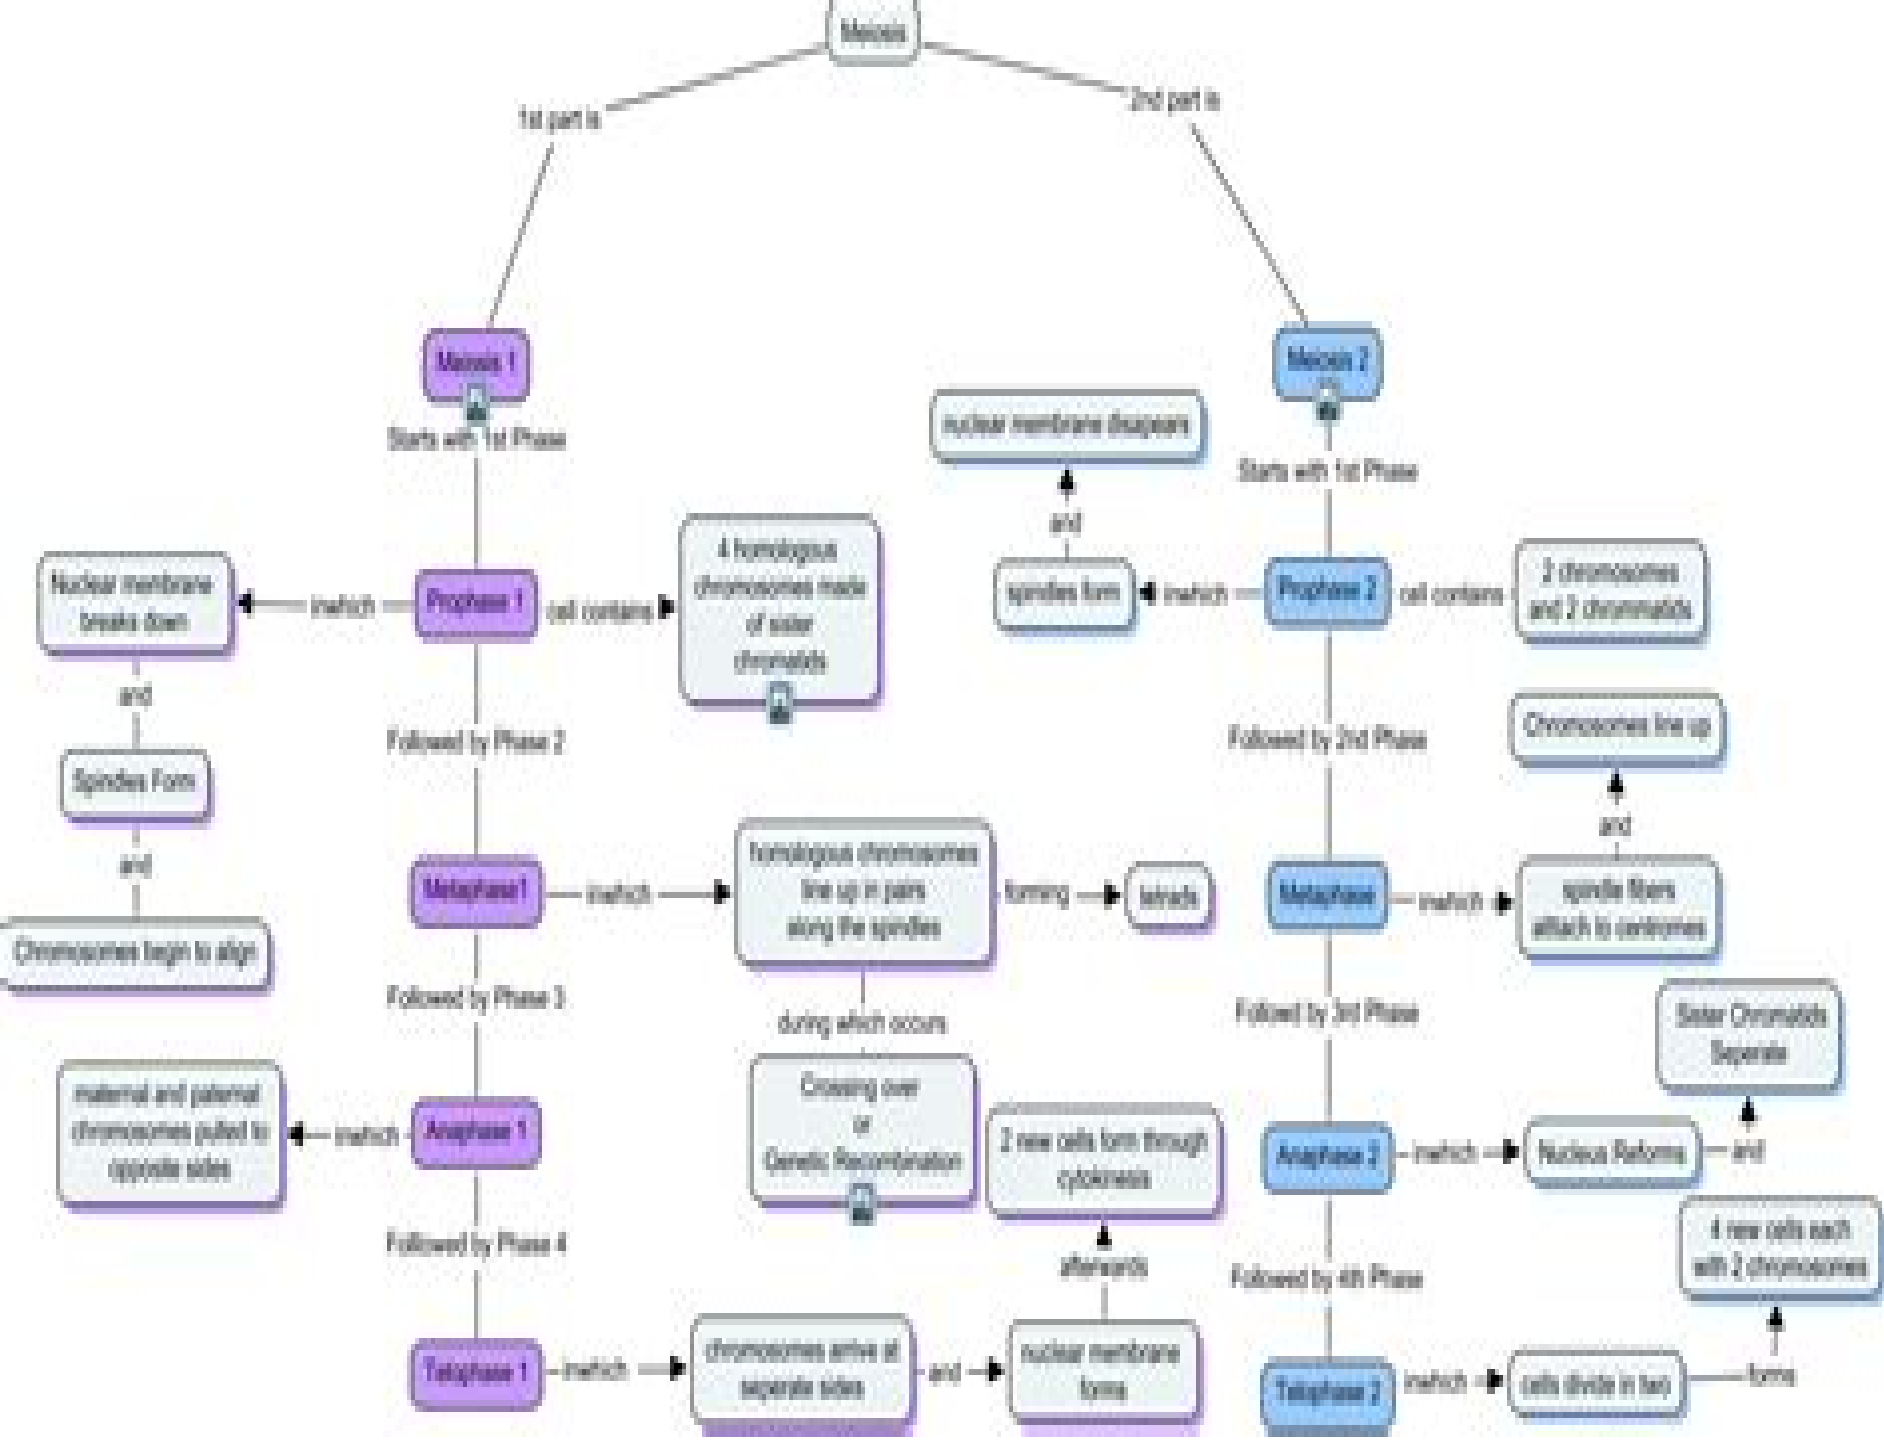 Meiosis
1st part is
2nd part is
Meiosis 1
Starts with 1st Phase
Prophase 1
inwhich
Nuclear membrane
breaks down
and
Spindles Form
and
Chromosomes begin to align
cell contains
4 homologous
chromosomes made
of sister
chromatids
Followed by Phase 2
Metaphase1
inwhich
homologous chromosomes
line up in pairs
along the spindles
forming
tetrads
during which occurs
Crossing over
or
Genetic Recombination
Followed by Phase 3
Anaphase 1
inwhich
maternal and paternal
chromosomes pulled to
opposite sides
Followed by Phase 4
Telophase 1
inwhich
chromosomes arrive at
seperate sides
and
nuclear membrane
forms
afterwards
2 new cells form through
cytokinesis
Meiosis 2
Starts with 1st Phase
Prophase 2
inwhich
spindles form
and
nuclear membrane disapears
cell contains
2 chromosomes
and 2 chrommatids
Followed by 2nd Phase
Metaphase
inwhich
spindle fibers
attach to centromes
and
Chromosomes line up
Followd by 3rd Phase
Anaphase 2
inwhich
Nucleus Reforms
and
Sister Chromatids
Seperate
Followed by 4th Phase
Telophase 2
inwhich
cells divide in two
forms
4 new cells each
with 2 chromosomes